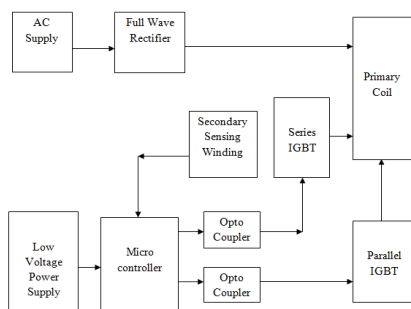 AC
Supply
Full Wave
Rectifier
Primary
Coil
Secondary
Sensing
Winding
Series
IGBT
Low
Voltage
Power
Supply
Micro
controller
Opto
Coupler
Opto
Coupler
Parallel
IGBT